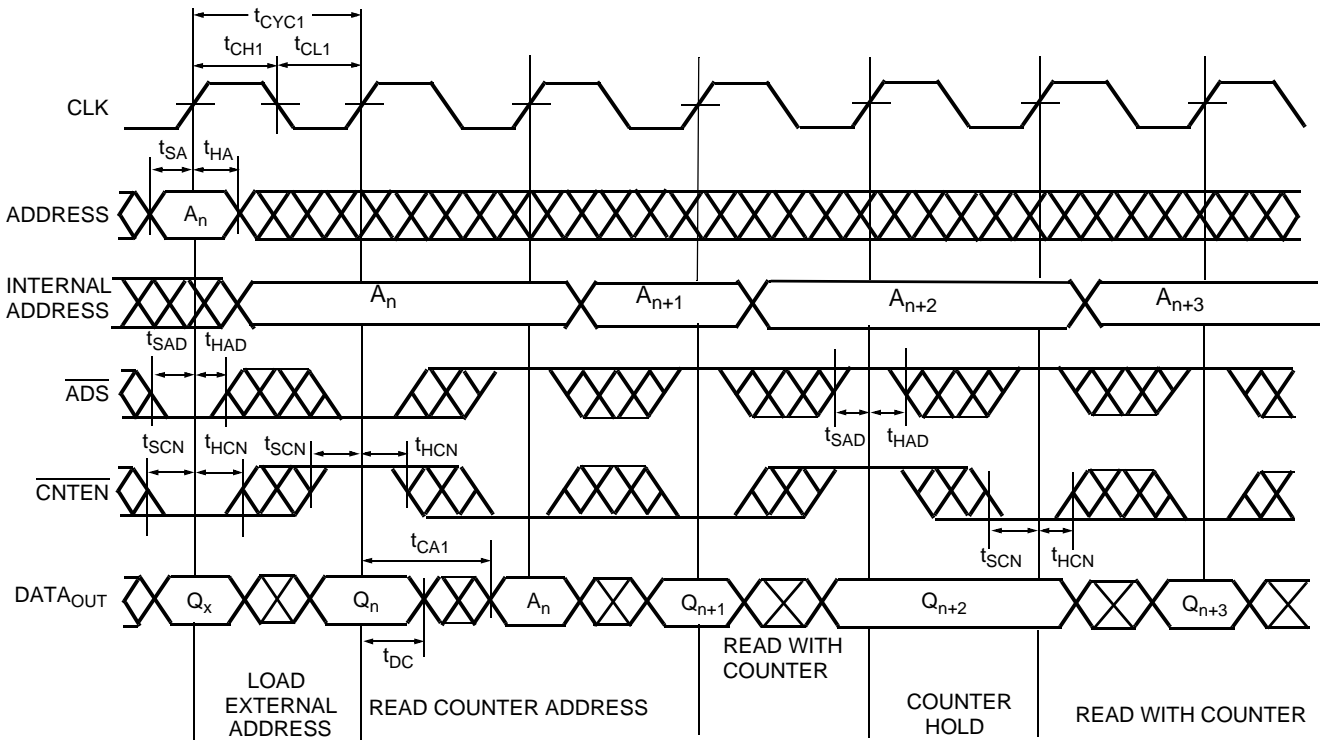 tCYC1
tCH1 tCL1
CLK
tSA tHA
ADDRESS An
INTERNAL ADDRESS An An+1 An+2 An+3
tSAD tHAD
ADS
tSAD tHAD
tSCN tHCN tSCN tHCN
CNTEN
tSCN tHCN
tCA1
DATAOUT Qx Qn An Qn+1 Qn+2 Qn+3
tDC
LOAD
EXTERNAL
ADDRESS
READ COUNTER ADDRESS
READ WITH
COUNTER
COUNTER
HOLD
READ WITH COUNTER